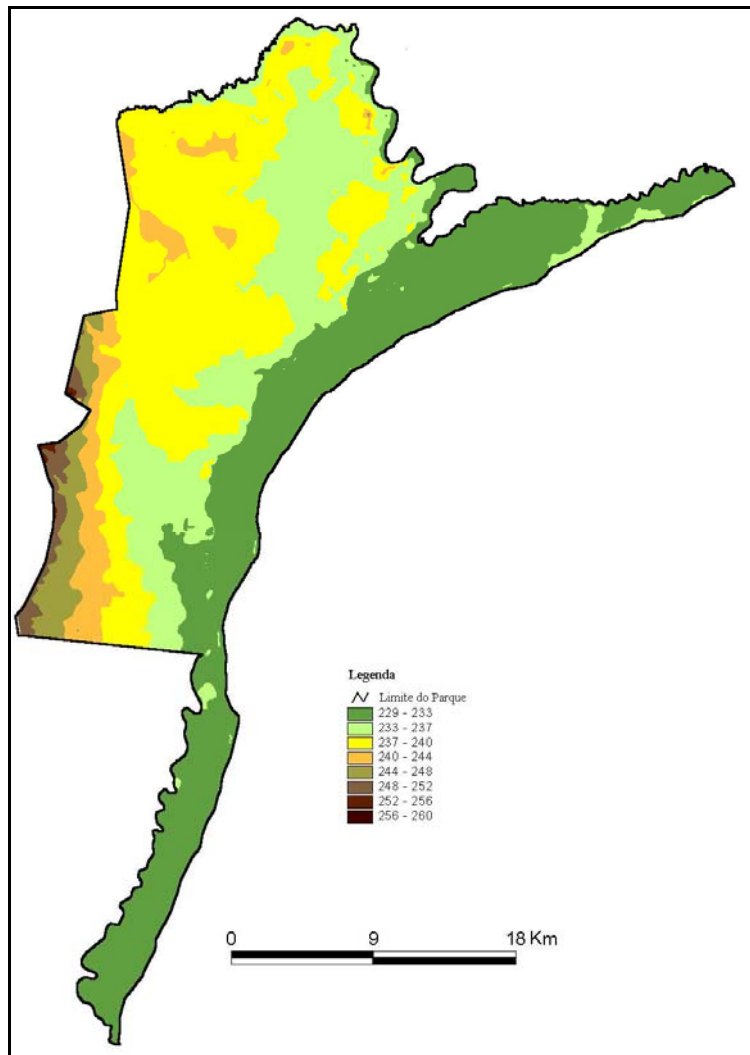 Legenda
Limite do Parque
229 - 233
233 - 237
237 - 240
240 - 244
244 - 248
248 - 252
252 - 256
256 - 260
0 9 18 Km